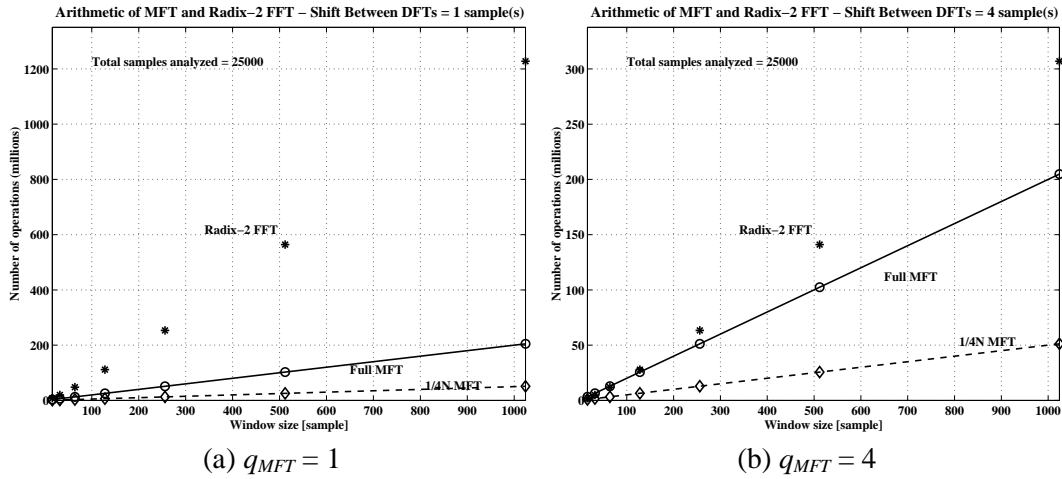 Arithmetic of MFT and Radix−2 FFT − Shift Between DFTs = 1 sample(s)
1200
1000
800
600
400
200
0
Number of operations (millions)
Total samples analyzed = 25000
Radix−2 FFT
Full MFT
1/4N MFT
100 200 300 400 500 600 700 800 900 1000
Window size [sample]
(a) qMFT = 1
Arithmetic of MFT and Radix−2 FFT − Shift Between DFTs = 4 sample(s)
300
250
200
150
100
50
0
Number of operations (millions)
Total samples analyzed = 25000
Radix−2 FFT
Full MFT
1/4N MFT
100 200 300 400 500 600 700 800 900 1000
Window size [sample]
(b) qMFT = 4